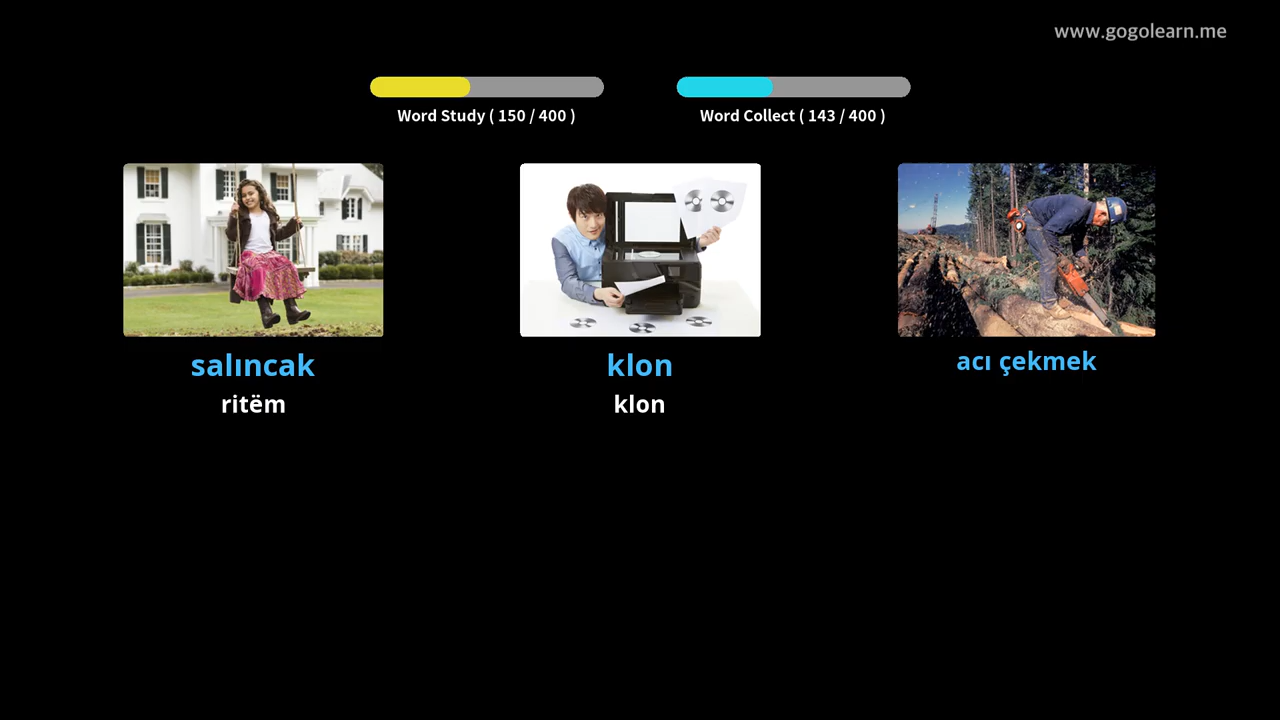 www.gogolearn.me
Word Study ( 150 / 400 )
Word Collect ( 143 / 400 )
salıncak
ritëm
klon
klon
acı çekmek